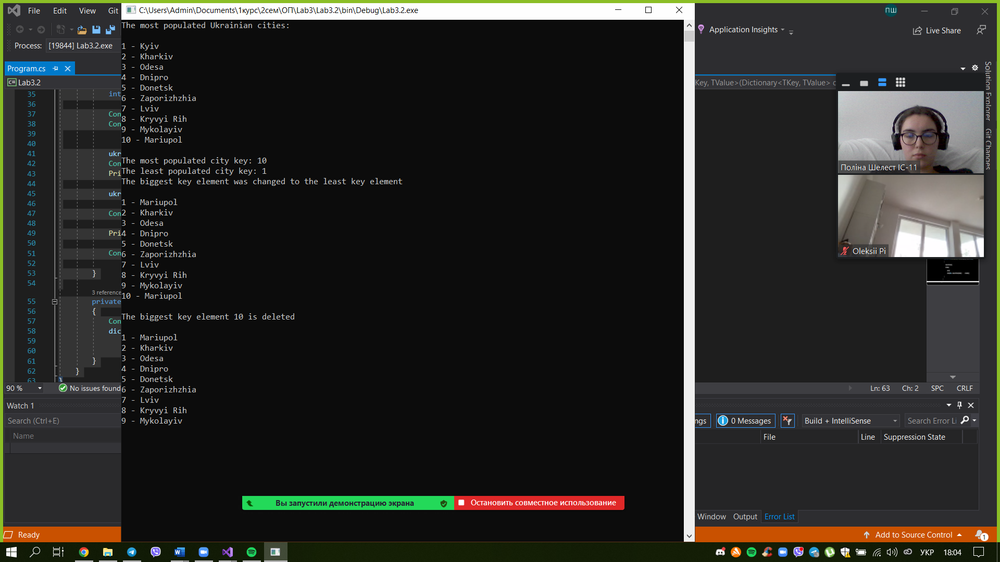 File Edit View Git
C:\Users\Admin\Documents\1курс\2сем\ОП\Lab3\Lab3.2\bin\Debug\Lab3.2.exe
ПШ
Application Insights
Live Share
Process: [19844] Lab3.2.exe
Program.cs
C# Lab3.2
Key, TValue>(Dictionary<TKey, TValue>
Solution Explorer
Git Changes
35 int
36
37 Con
38 Con
39
40
41 ukr
42 Con
43 Pri
44
45 ukr
46
47 Con
48
49 Pri
50
51 Con
52
53 }
54
3 reference
55 private
56 {
57 Con
58 dic
59
60
61 }
62 }
63 }
90 % No issues found
Watch 1
Search (Ctrl+E)
Name
The most populated Ukrainian cities:
1 - Kyiv
2 - Kharkiv
3 - Odesa
4 - Dnipro
5 - Donetsk
6 - Zaporizhzhia
7 - Lviv
8 - Kryvyi Rih
9 - Mykolayiv
10 - Mariupol
The most populated city key: 10
The least populated city key: 1
The biggest key element was changed to the least key element
1 - Mariupol
2 - Kharkiv
3 - Odesa
4 - Dnipro
5 - Donetsk
6 - Zaporizhzhia
7 - Lviv
8 - Kryvyi Rih
9 - Mykolayiv
10 - Mariupol
The biggest key element 10 is deleted
1 - Mariupol
2 - Kharkiv
3 - Odesa
4 - Dnipro
5 - Donetsk
6 - Zaporizhzhia
7 - Lviv
8 - Kryvyi Rih
9 - Mykolayiv
Поліна Шелест ІС-11
Oleksii Pi
Ln: 63 Ch: 2 SPC CRLF
ngs 0 Messages Build + IntelliSense Search Error Li
File Line Suppression State
Вы запустили демонстрацию экрана Остановить совместное использование
Window Output Error List
Ready Add to Source Control 1
УКР 18:04